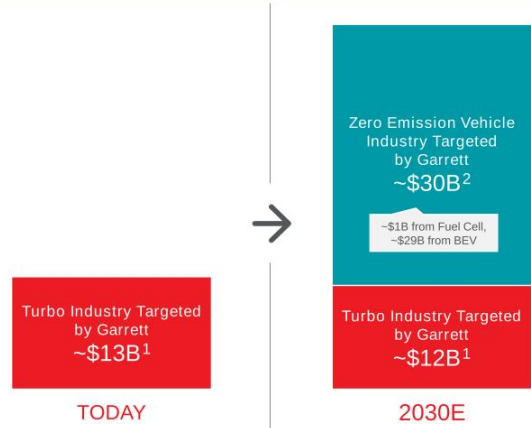 Turbo Industry Targeted
by Garrett
~$13B1
TODAY
Zero Emission Vehicle
Industry Targeted
by Garrett
~$30B2
~$1B from Fuel Cell,
~$29B from BEV
Turbo Industry Targeted
by Garrett
~$12B1
2030E